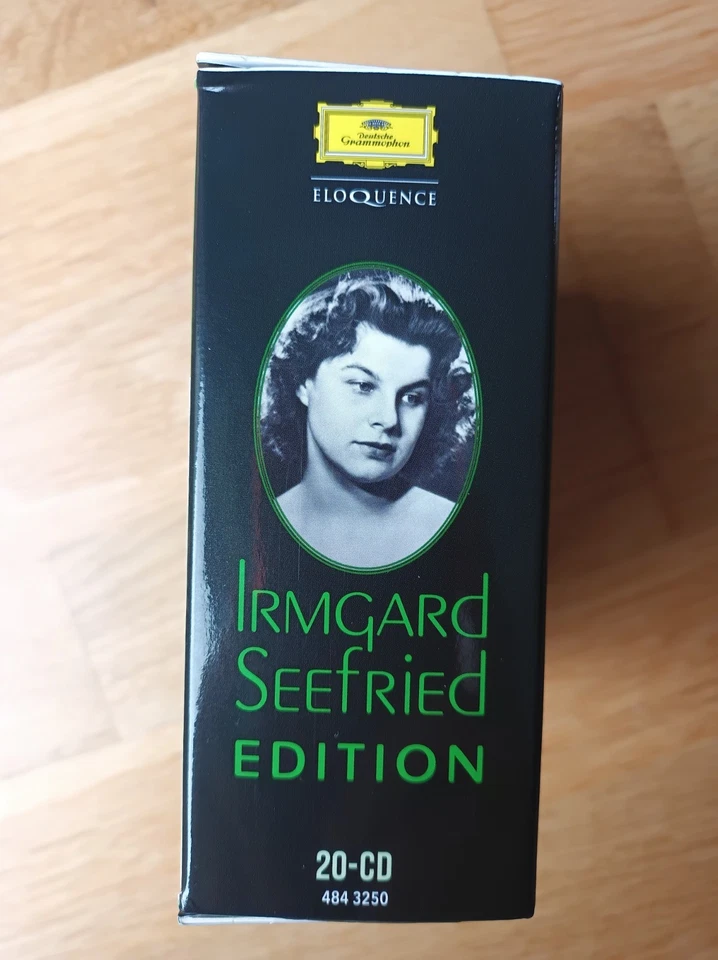 Deutsche
Grammophon
ELOQUENCE
IRMGARd
SEEfRIEd
EDITION
20-CD
484 3250